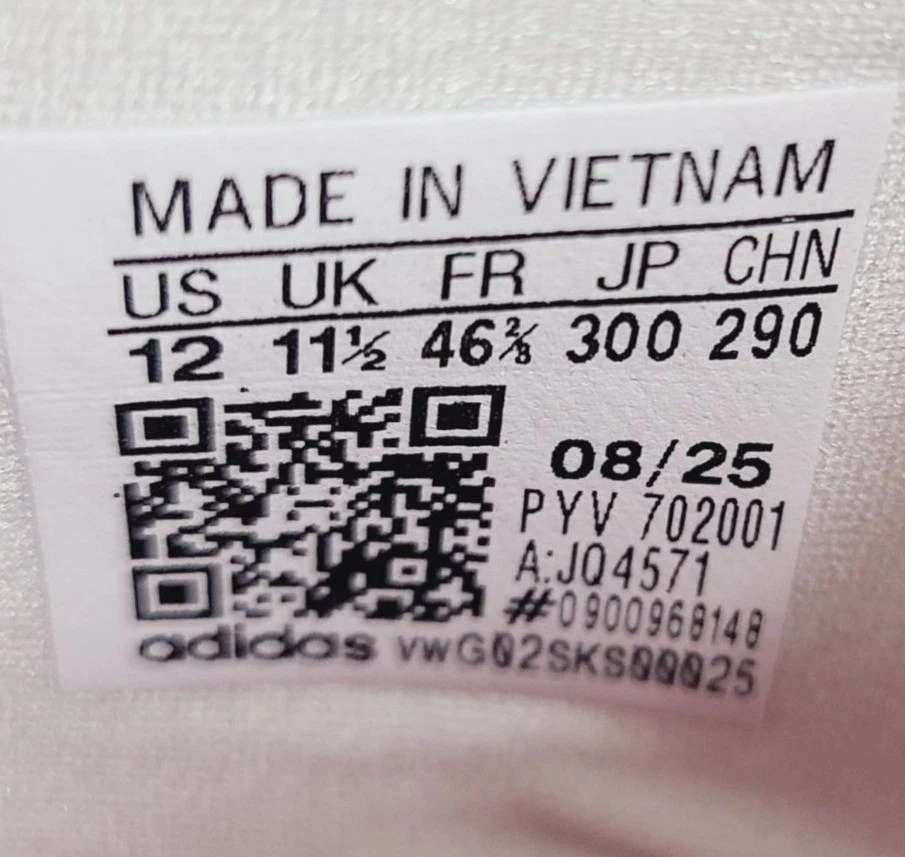 MADE IN VIETNAM
US UK FR JP CHN
12 11½ 46⅔ 300 290
08/25
PYV 702001
A:JQ4571
#0900968148
adidas VWG02SKS00025